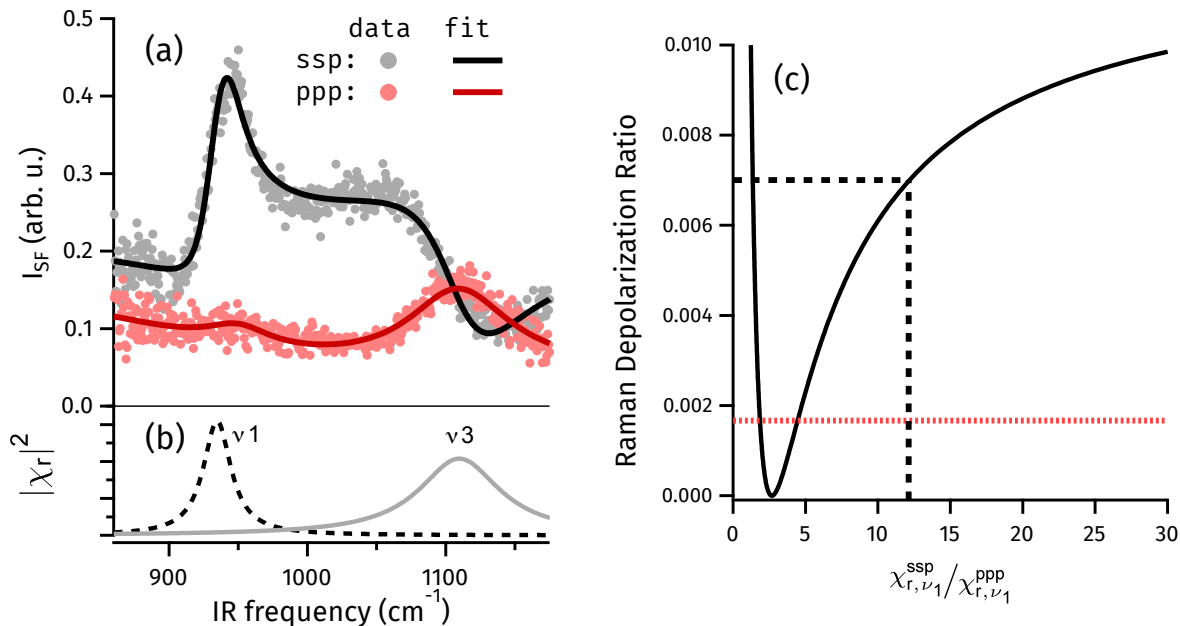 (a)
data fit
ssp:
ppp:
0.5
0.4
0.3
0.2
0.1
0.0
I_SF (arb. u.)
(b)
ν1
ν3
|χ_r|^2
900
1000
1100
IR frequency (cm^-1)
(c)
0.010
0.008
0.006
0.004
0.002
0.000
Raman Depolarization Ratio
0
5
10
15
20
25
30
χ^ssp_r,ν1/χ^ppp_r,ν1